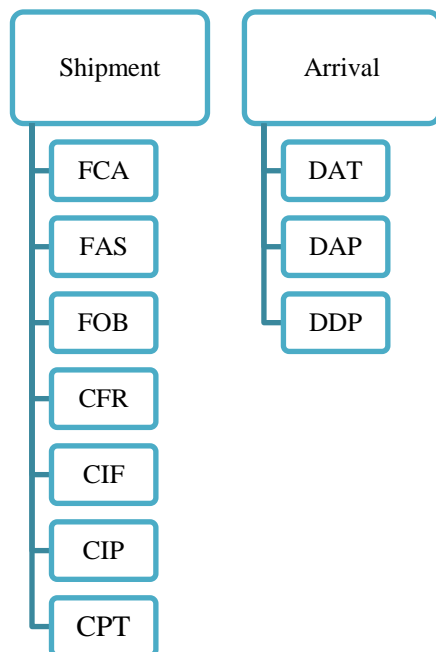 Shipment
FCA
FAS
FOB
CFR
CIF
CIP
CPT
Arrival
DAT
DAP
DDP